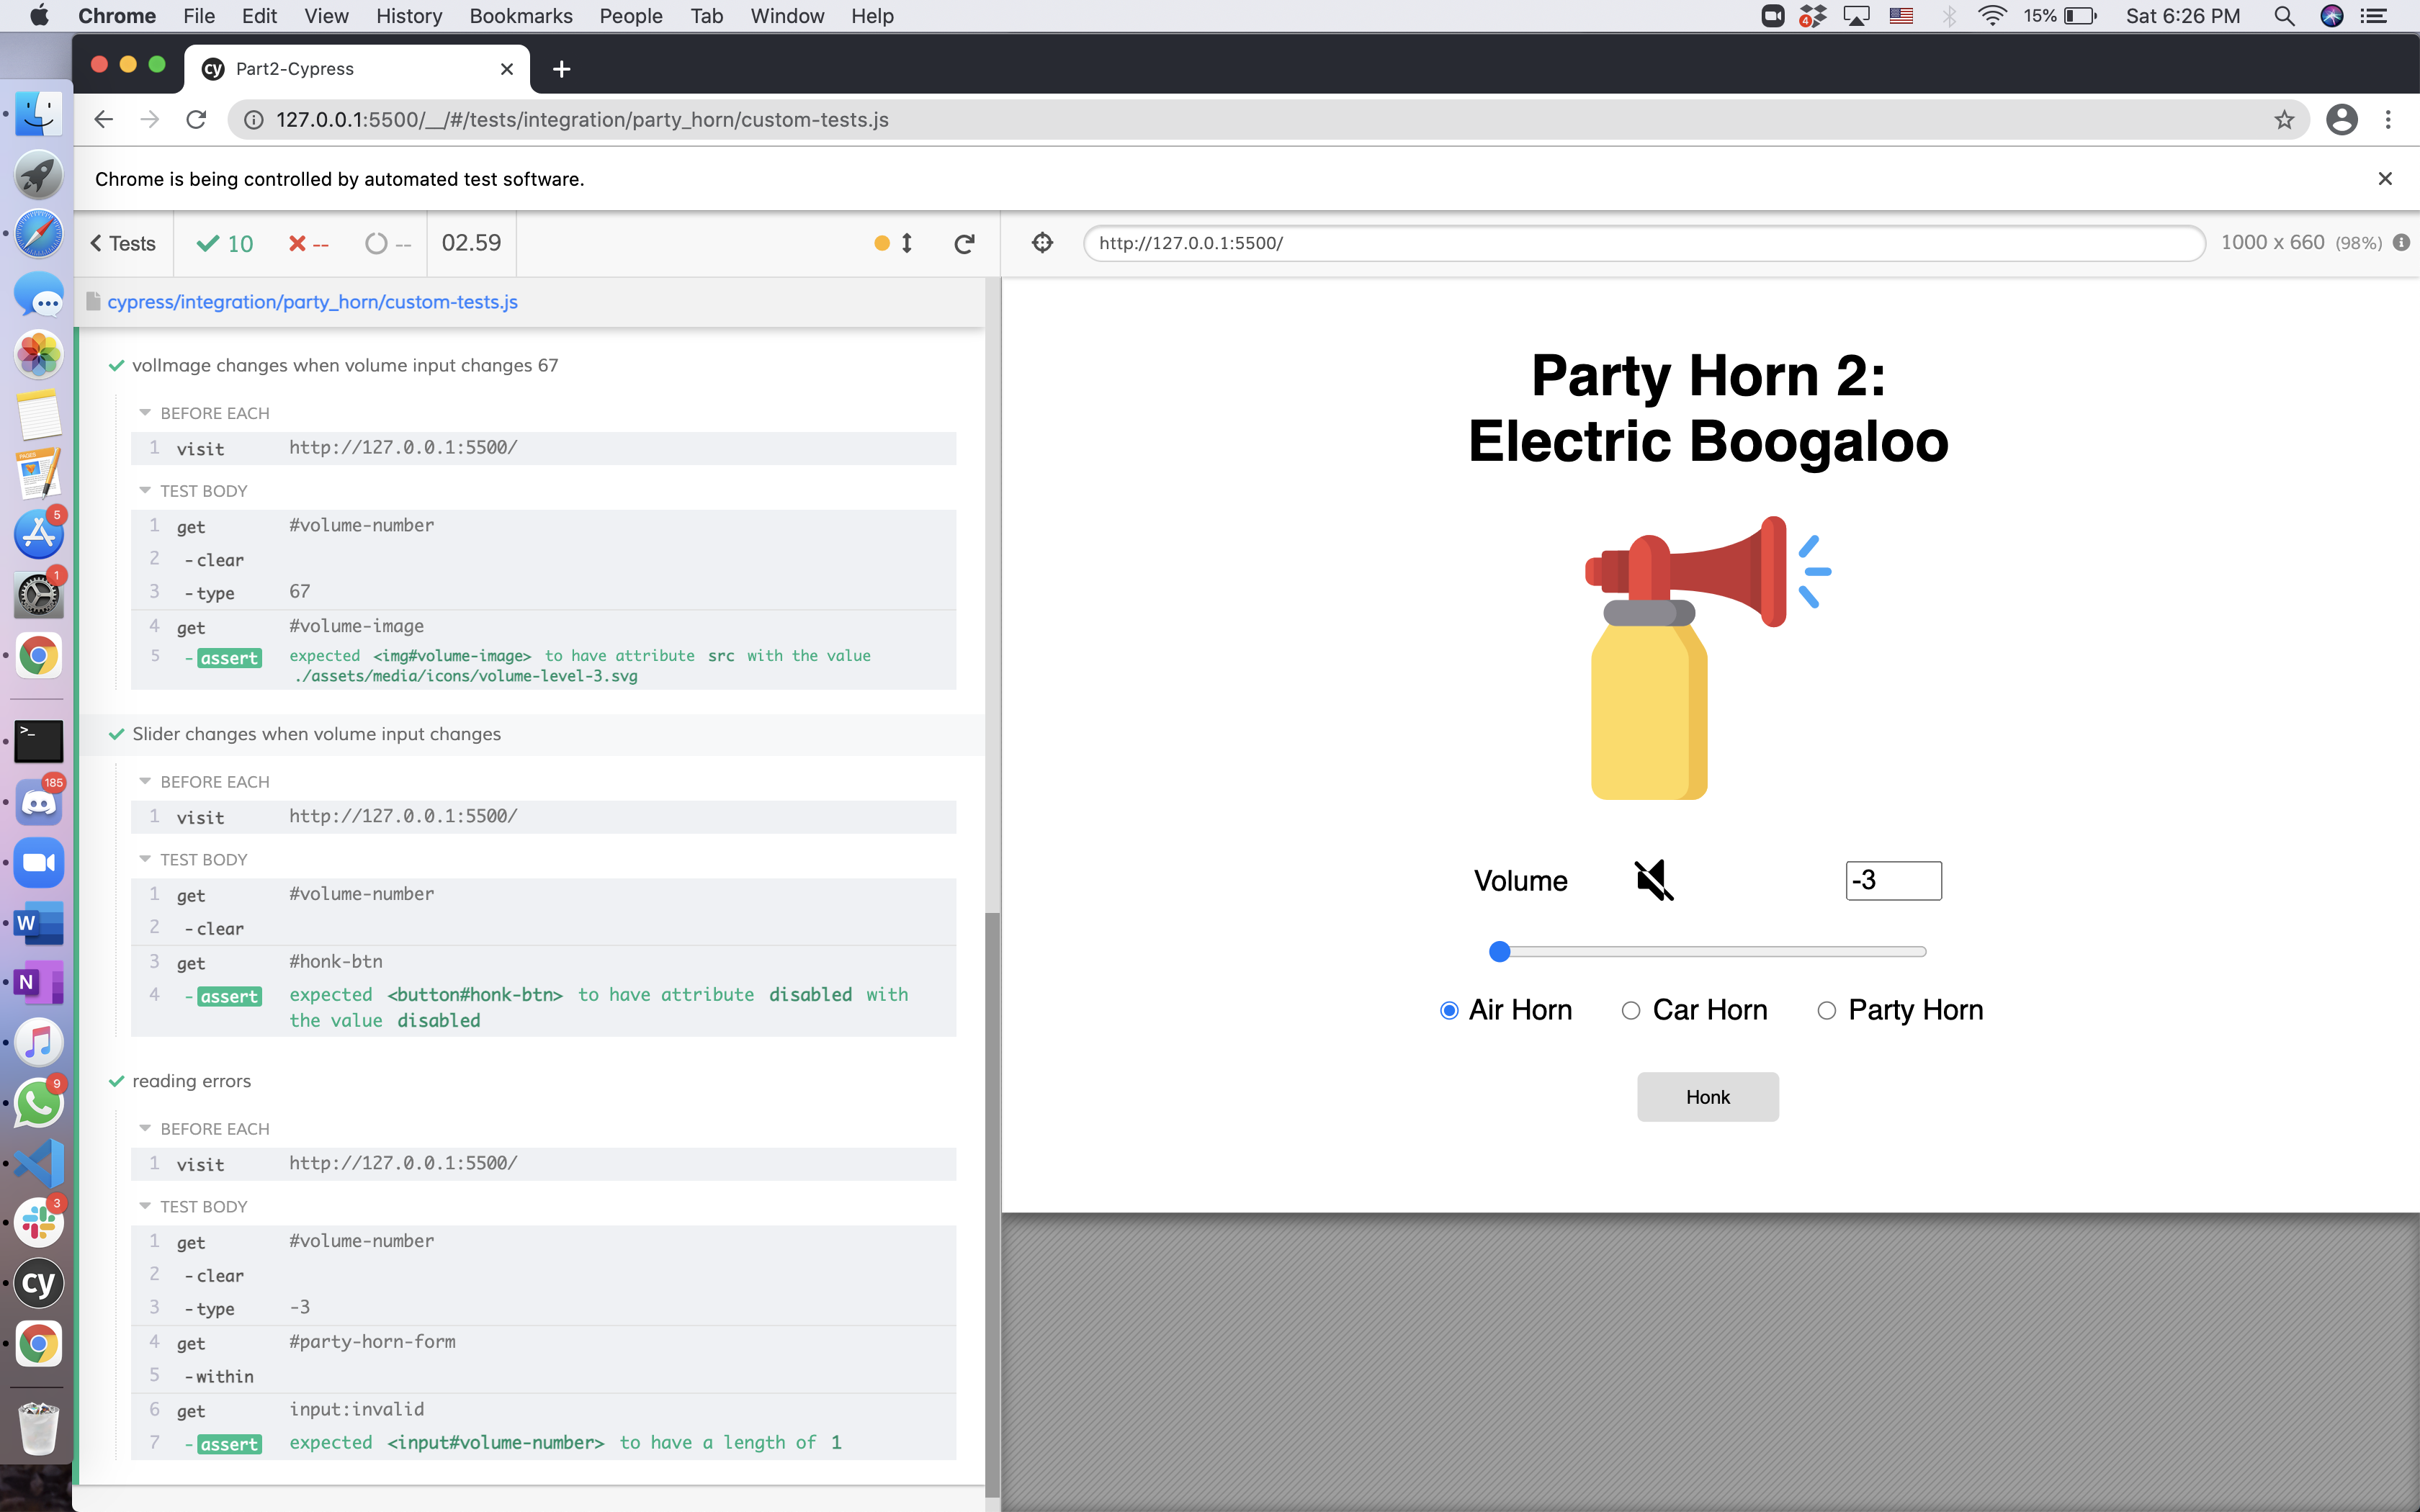 Chrome File Edit View History Bookmarks People Tab Window Help
4
15%
Sat 6:26 PM
cy Part2-Cypress
127.0.0.1:5500/__/#/tests/integration/party_horn/custom-tests.js
Chrome is being controlled by automated test software.
Tests 10 -- -- 02.59
http://127.0.0.1:5500/
1000 x 660 (98%)
cypress/integration/party_horn/custom-tests.js
volImage changes when volume input changes 67
BEFORE EACH
1 visit http://127.0.0.1:5500/
TEST BODY
1 get #volume-number
2 -clear
3 -type 67
4 get #volume-image
5 -assert expected <img#volume-image> to have attribute src with the value
./assets/media/icons/volume-level-3.svg
Slider changes when volume input changes
BEFORE EACH
1 visit http://127.0.0.1:5500/
TEST BODY
1 get #volume-number
2 -clear
3 get #honk-btn
4 -assert expected <button#honk-btn> to have attribute disabled with
the value disabled
reading errors
BEFORE EACH
1 visit http://127.0.0.1:5500/
TEST BODY
1 get #volume-number
2 -clear
3 -type -3
4 get #party-horn-form
5 -within
6 get input:invalid
7 -assert expected <input#volume-number> to have a length of 1
Party Horn 2:
Electric Boogaloo
Volume
-3
Air Horn Car Horn Party Horn
Honk
PAGES
5
1
>_
185
W
N
9
3
cy